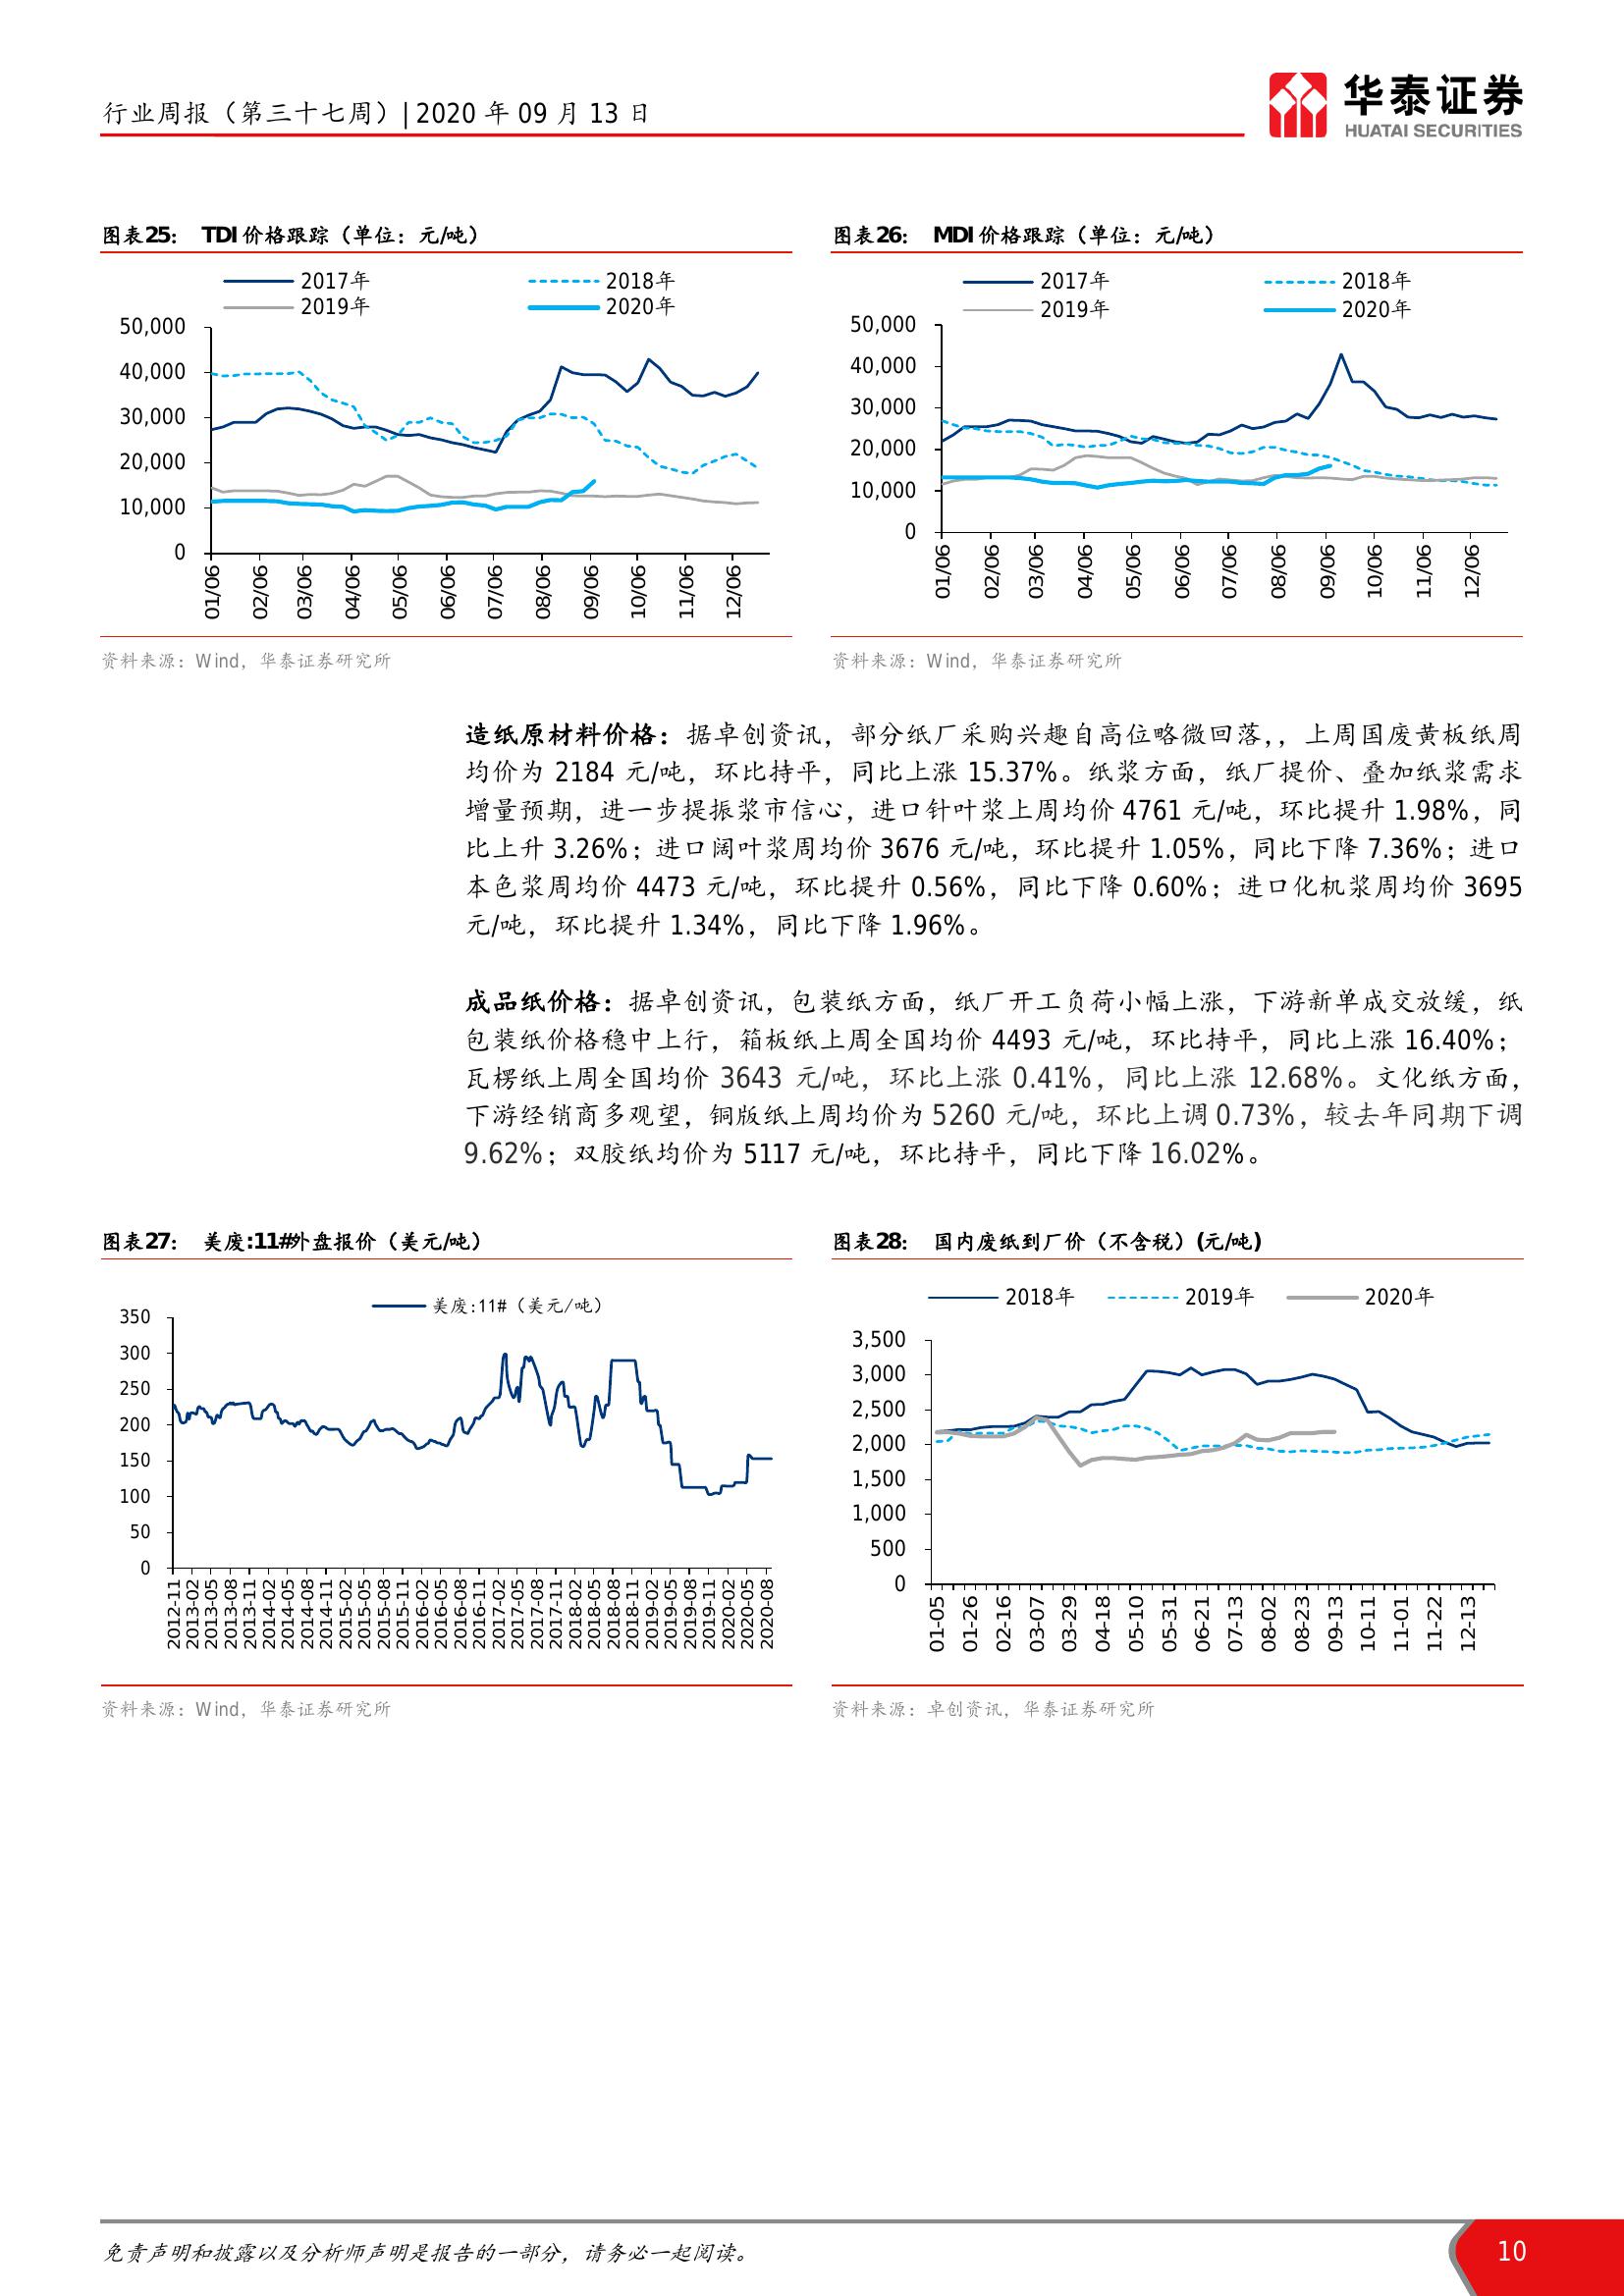 行业周报（第三十七周）| 2020 年 09 月 13 日
华泰证券
HUATAI SECURITIES
图表25： TDI 价格跟踪（单位：元/吨）
2017年 2018年
2019年 2020年
50,000
40,000
30,000
20,000
10,000
0
01/06 02/06 03/06 04/06 05/06 06/06 07/06 08/06 09/06 10/06 11/06 12/06
资料来源：Wind，华泰证券研究所
图表26： MDI 价格跟踪（单位：元/吨）
2017年 2018年
2019年 2020年
50,000
40,000
30,000
20,000
10,000
0
01/06 02/06 03/06 04/06 05/06 06/06 07/06 08/06 09/06 10/06 11/06 12/06
资料来源：Wind，华泰证券研究所
造纸原材料价格：据卓创资讯，部分纸厂采购兴趣自高位略微回落，，上周国废黄板纸周
均价为 2184 元/吨，环比持平，同比上涨 15.37%。纸浆方面，纸厂提价、叠加纸浆需求
增量预期，进一步提振浆市信心，进口针叶浆上周均价 4761 元/吨，环比提升 1.98%，同
比上升 3.26%；进口阔叶浆周均价 3676 元/吨，环比提升 1.05%，同比下降 7.36%；进口
本色浆周均价 4473 元/吨，环比提升 0.56%，同比下降 0.60%；进口化机浆周均价 3695
元/吨，环比提升 1.34%，同比下降 1.96%。
成品纸价格：据卓创资讯，包装纸方面，纸厂开工负荷小幅上涨，下游新单成交放缓，纸
包装纸价格稳中上行，箱板纸上周全国均价 4493 元/吨，环比持平，同比上涨 16.40%；
瓦楞纸上周全国均价 3643 元/吨，环比上涨 0.41%，同比上涨 12.68%。文化纸方面，
下游经销商多观望，铜版纸上周均价为 5260 元/吨，环比上调 0.73%，较去年同期下调
9.62%；双胶纸均价为 5117 元/吨，环比持平，同比下降 16.02%。
图表27： 美废:11#外盘报价（美元/吨）
美废:11#（美元/吨）
350
300
250
200
150
100
50
0
2012-11 2013-02 2013-05 2013-08 2013-11 2014-02 2014-05 2014-08 2014-11 2015-02 2015-05 2015-08 2015-11 2016-02 2016-05 2016-08 2016-11 2017-02 2017-05 2017-08 2017-11 2018-02 2018-05 2018-08 2018-11 2019-02 2019-05 2019-08 2019-11 2020-02 2020-05 2020-08
资料来源：Wind，华泰证券研究所
图表28： 国内废纸到厂价（不含税）(元/吨)
2018年 2019年 2020年
3,500
3,000
2,500
2,000
1,500
1,000
500
0
01-05 01-26 02-16 03-07 03-29 04-18 05-10 05-31 06-21 07-13 08-02 08-23 09-13 10-11 11-01 11-22 12-13
资料来源：卓创资讯，华泰证券研究所
免责声明和披露以及分析师声明是报告的一部分，请务必一起阅读。
10